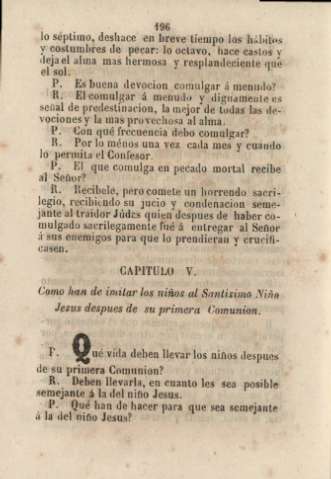 196
lo séptimo, deshace en breve tiempo los hábitos
y costumbres de pecar: lo octavo, hace castos y
deja el alma mas hermosa y resplandeciente que
el sol.
P. Es buena devocion comulgar á menudo?
R. El comulgar á menudo y dignamente es
señal de predestinacion, la mejor de todas las de-
vociones y la mas provechosa al alma.
P. Con qué frecuencia debo comulgar?
R. Por lo ménos una vez cada mes y cuando
lo permita el Confesor.
P. El que comulga en pecado mortal recibe
al Señor?
R. Recibele, pero comete un horrendo sacri-
legio, recibiendo su jucio y condenacion seme-
jante al traidor Júdas quien despues de haber co-
mulgado sacrilegamente fué á entregar al Señor
á sus enemigos para que lo prendieran y crucifi-
casen.
CAPITULO V.
Como han de imitar los niños al Santisimo Niño
Jesus despues de su primera Comunion.
P. Qué vida deben llevar los niños despues
de su primera Comunion?
R. Deben llevarla, en cuanto les sea posible
semejante á la del niño Jesus.
P. Qué han de hacer para que sea semejante
á la del niño Jesus?